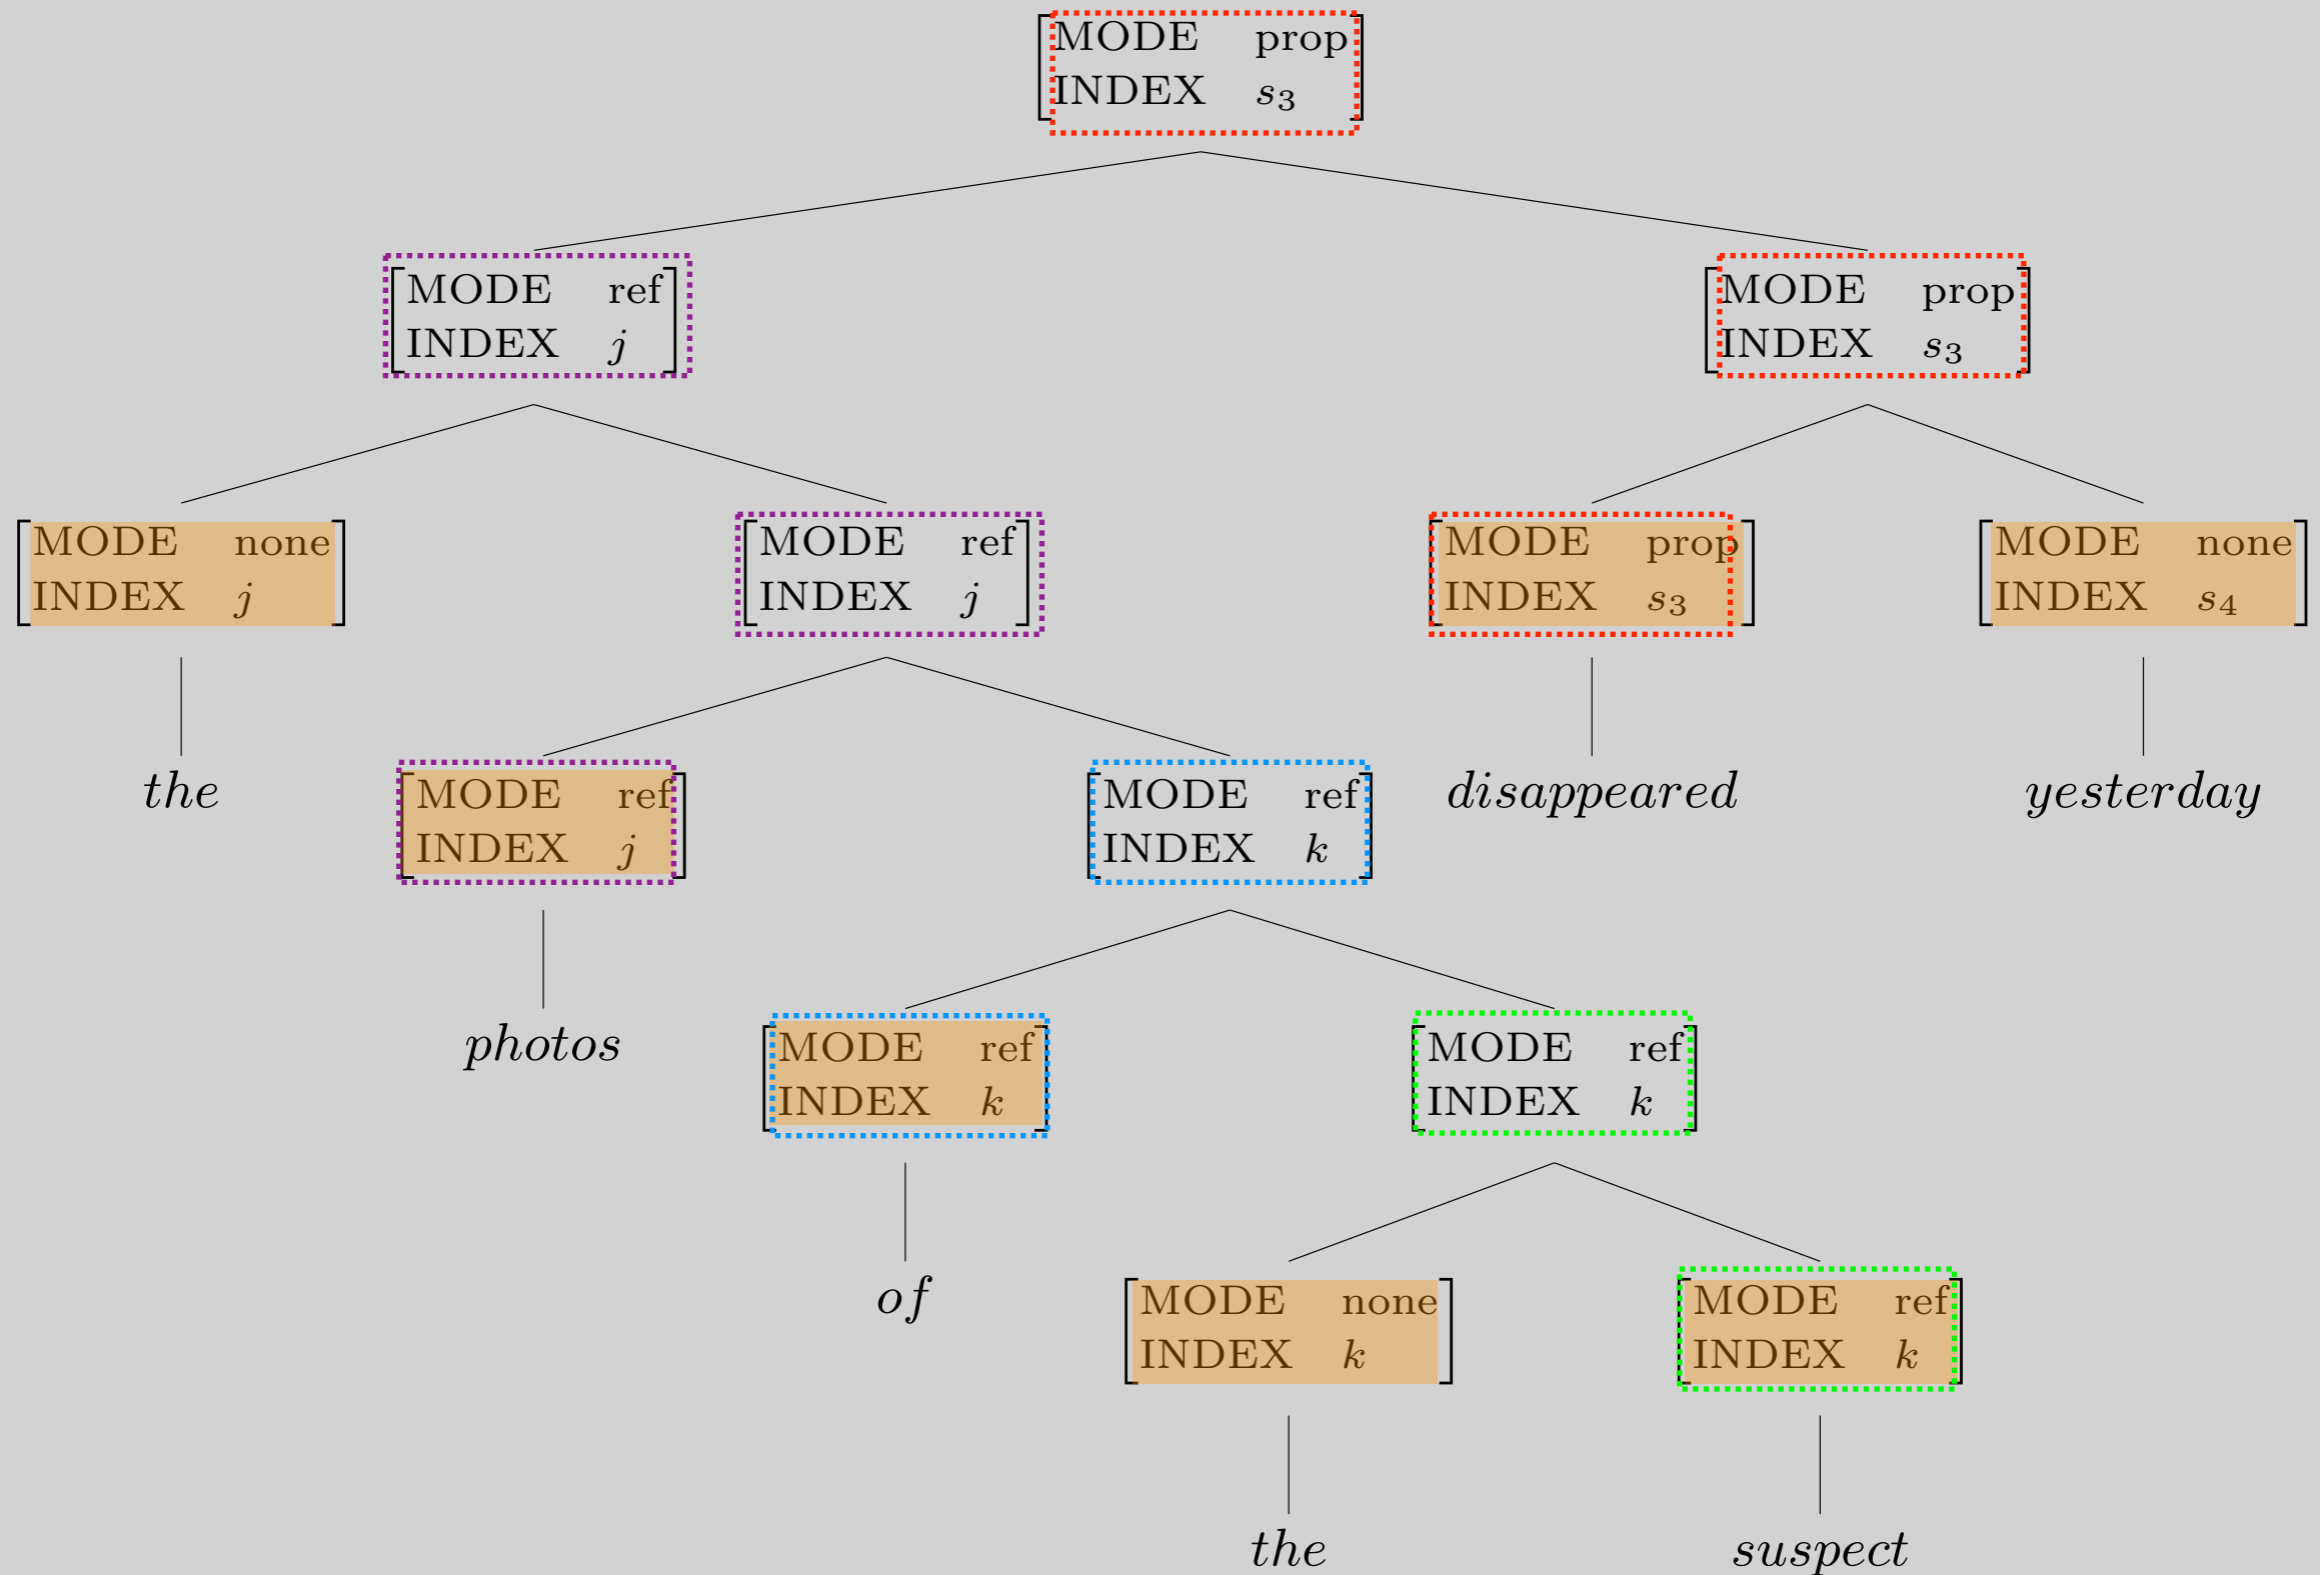 MODE prop
INDEX s₃
MODE ref
INDEX j
MODE prop
INDEX s₃
MODE none
INDEX j
MODE ref
INDEX j
MODE prop
INDEX s₃
MODE none
INDEX s₄
the
MODE ref
INDEX j
MODE ref
INDEX k
disappeared
yesterday
photos
MODE ref
INDEX k
MODE ref
INDEX k
of
MODE none
INDEX k
MODE ref
INDEX k
the
suspect